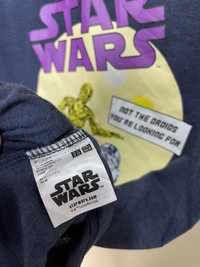 STAR
WARS
NOT THE DROIDS
YOU'RE LOOKING FOR
STAR
WARS
starwars.com